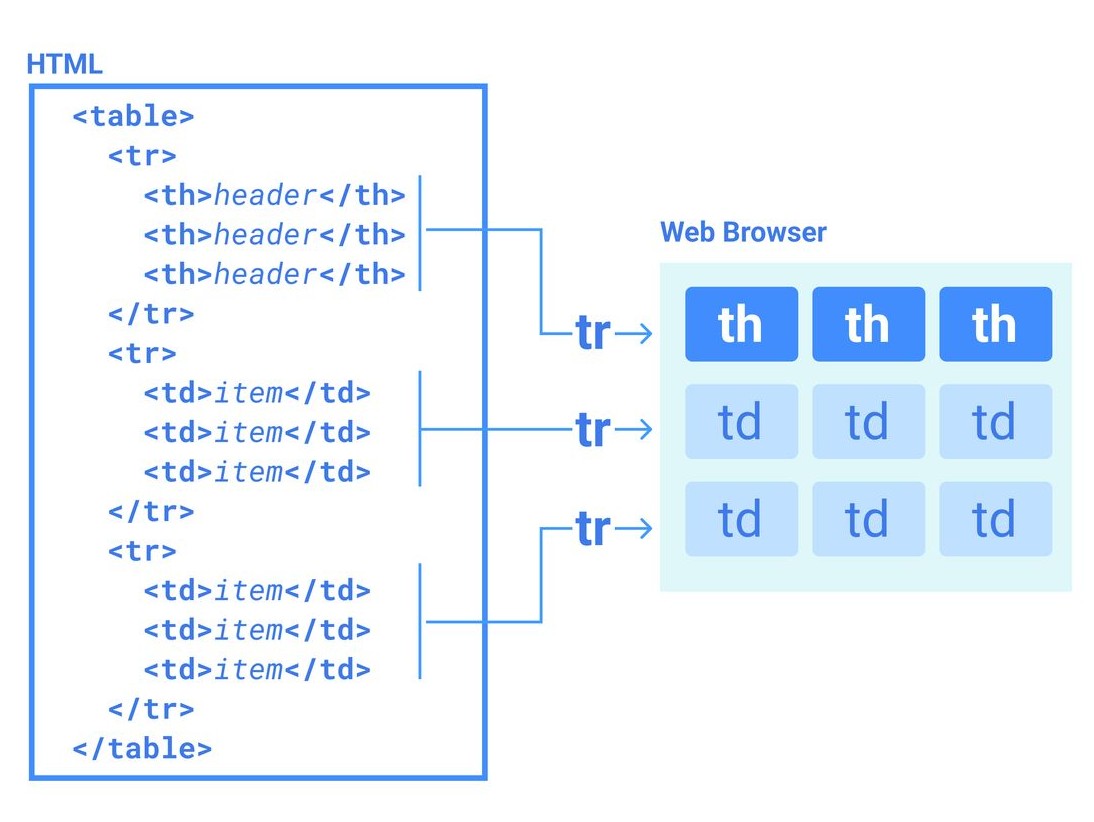 HTML
<table>
<tr>
<th>header</th>
<th>header</th>
<th>header</th>
</tr>
<tr>
<td>item</td>
<td>item</td>
<td>item</td>
</tr>
<tr>
<td>item</td>
<td>item</td>
<td>item</td>
</tr>
</table>
tr
tr
tr
Web Browser
th th th
td td td
td td td